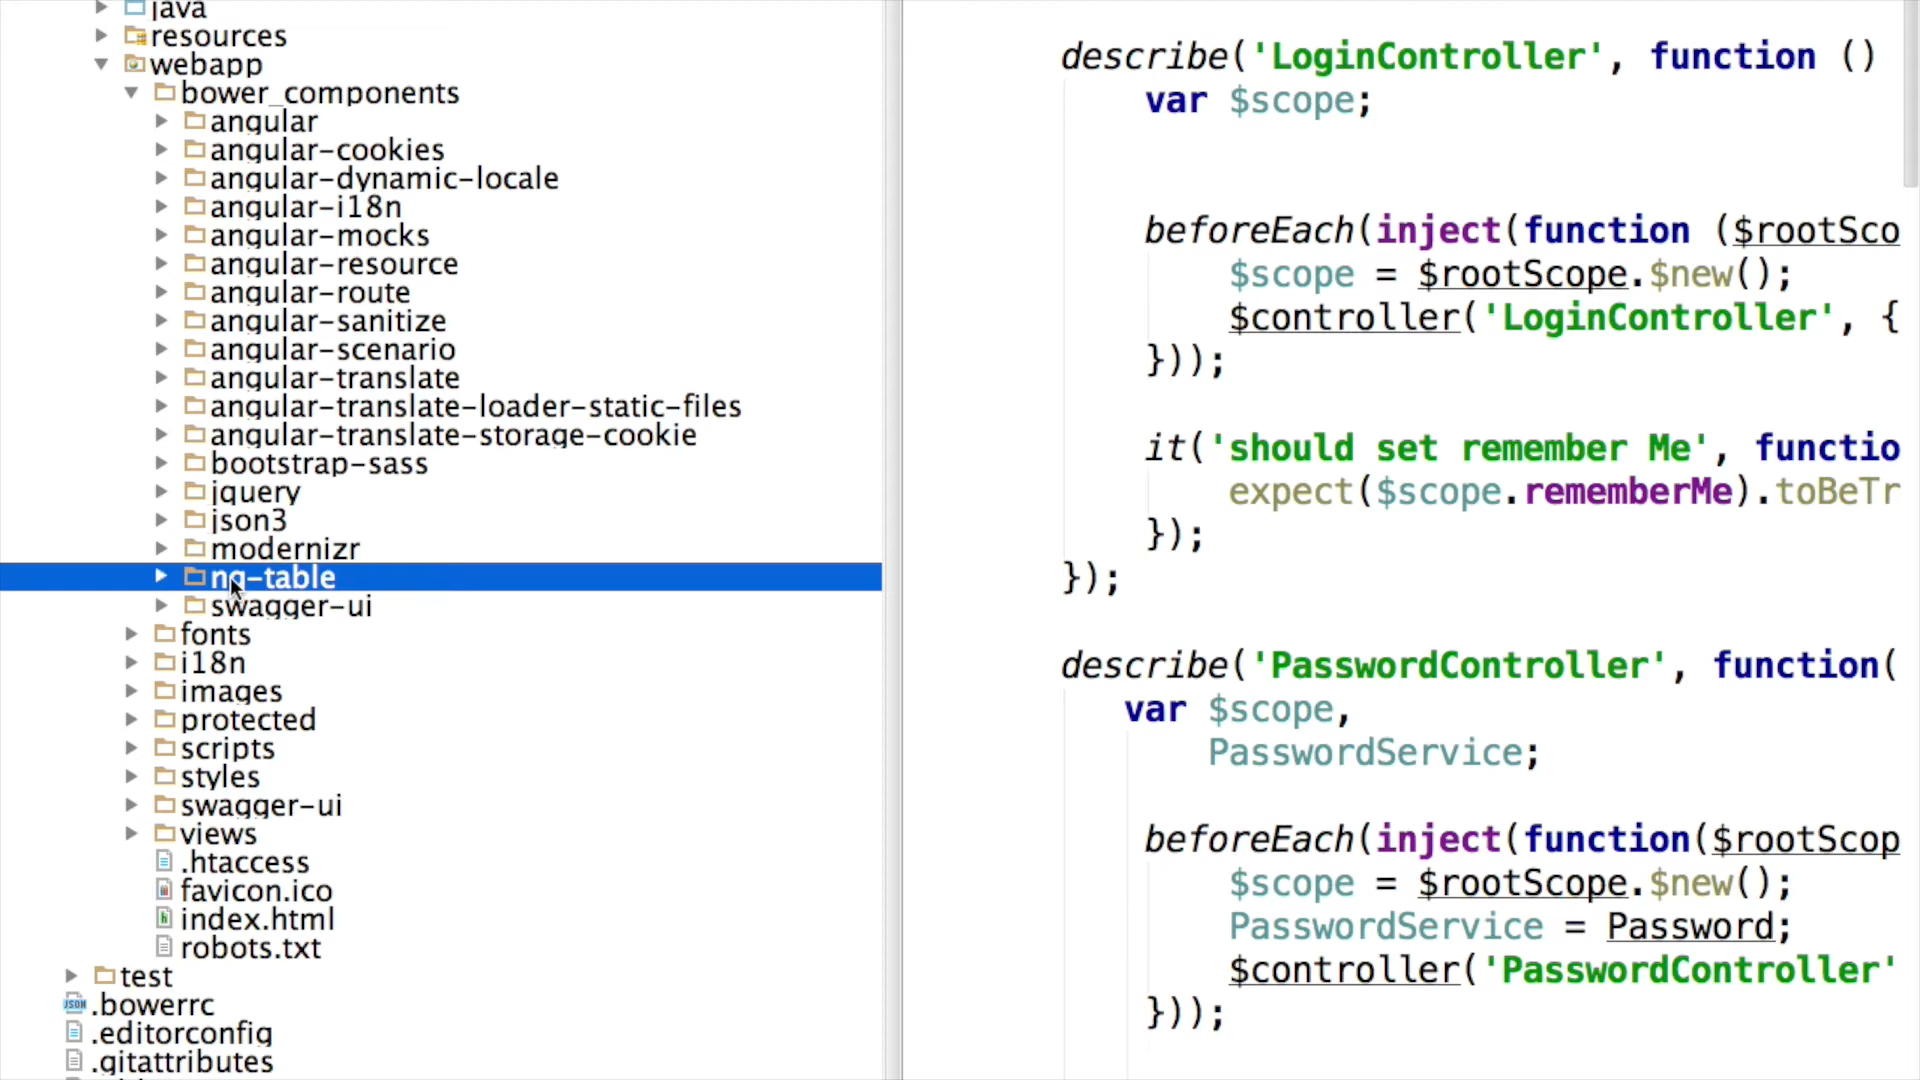 java
resources
webapp
bower_components
angular
angular-cookies
angular-dynamic-locale
angular-i18n
angular-mocks
angular-resource
angular-route
angular-sanitize
angular-scenario
angular-translate
angular-translate-loader-static-files
angular-translate-storage-cookie
bootstrap-sass
jquery
json3
modernizr
ng-table
swagger-ui
fonts
i18n
images
protected
scripts
styles
swagger-ui
views
.htaccess
favicon.ico
index.html
robots.txt
test
.bowerrc
.editorconfig
.gitattributes
describe('LoginController', function ()
var $scope;
beforeEach(inject(function ($rootSco
$scope = $rootScope.$new();
$controller('LoginController', {
}));
it('should set remember Me', functio
expect($scope.rememberMe).toBeTr
});
});
describe('PasswordController', function(
var $scope,
PasswordService;
beforeEach(inject(function($rootScop
$scope = $rootScope.$new();
PasswordService = Password;
$controller('PasswordController'
}));